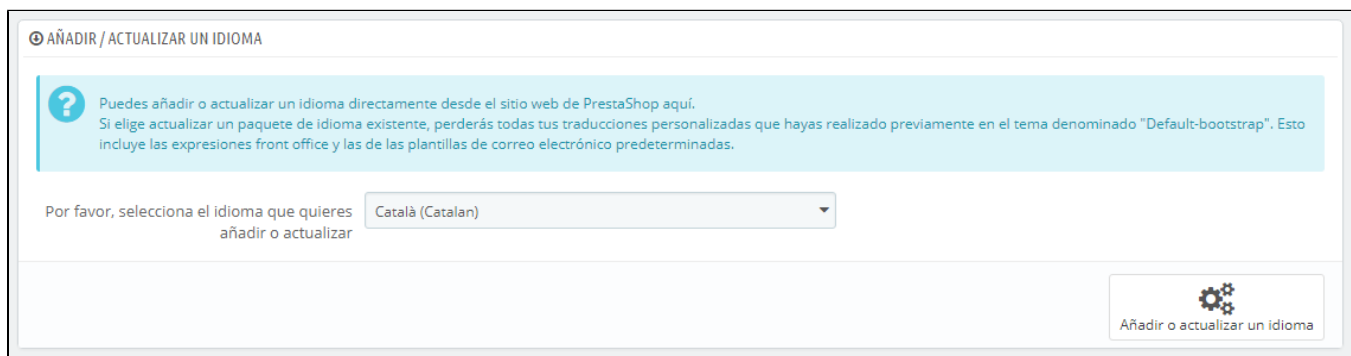 AÑADIR / ACTUALIZAR UN IDIOMA
Puedes añadir o actualizar un idioma directamente desde el sitio web de PrestaShop aquí.
Si elige actualizar un paquete de idioma existente, perderás todas tus traducciones personalizadas que hayas realizado previamente en el tema denominado "Default-bootstrap". Esto
incluye las expresiones front office y las de las plantillas de correo electrónico predeterminadas.
Por favor, selecciona el idioma que quieres
añadir o actualizar
Català (Catalan)
Añadir o actualizar un idioma